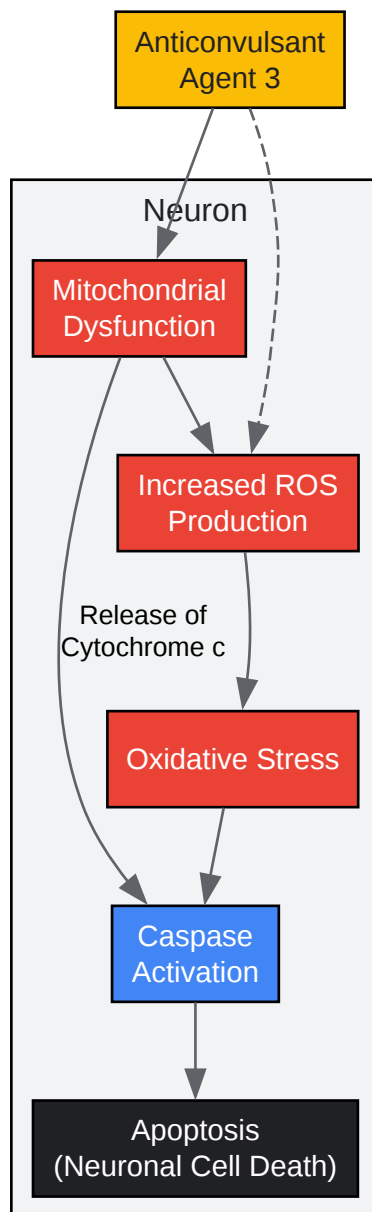 Anticonvulsant
Agent 3
Neuron
Mitochondrial
Dysfunction
Increased ROS
Production
Release of
Cytochrome c
Oxidative Stress
Caspase
Activation
Apoptosis
(Neuronal Cell Death)